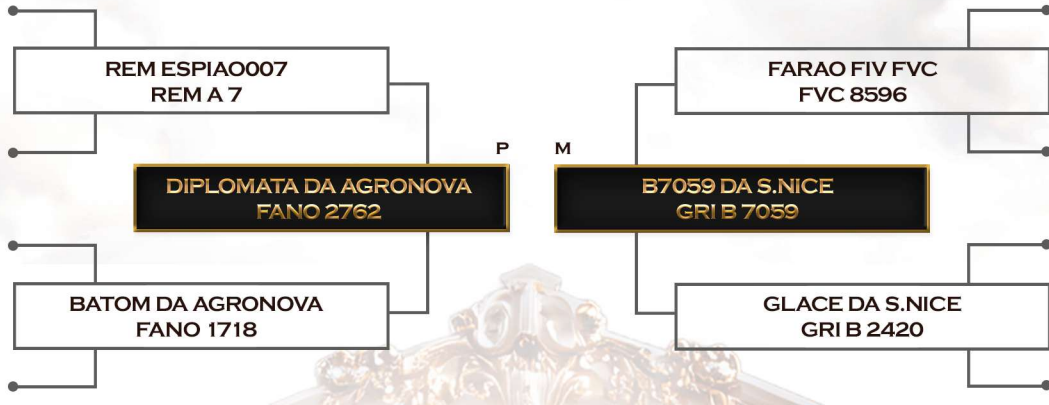 REM ESPIAO007
REM A 7
FARAO FIV FVC
FVC 8596
P
M
DIPLOMATA DA AGRONOVA
FANO 2762
B7059 DA S.NICE
GRI B 7059
BATOM DA AGRONOVA
FANO 1718
GLACE DA S.NICE
GRI B 2420